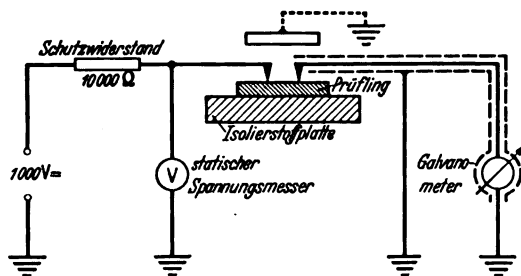 Schutzwiderstand
10000 Ω
Prüfling
Isolierstoffplatte
1000V=
V
statischer
Spannungsmesser
Galvano-
meter